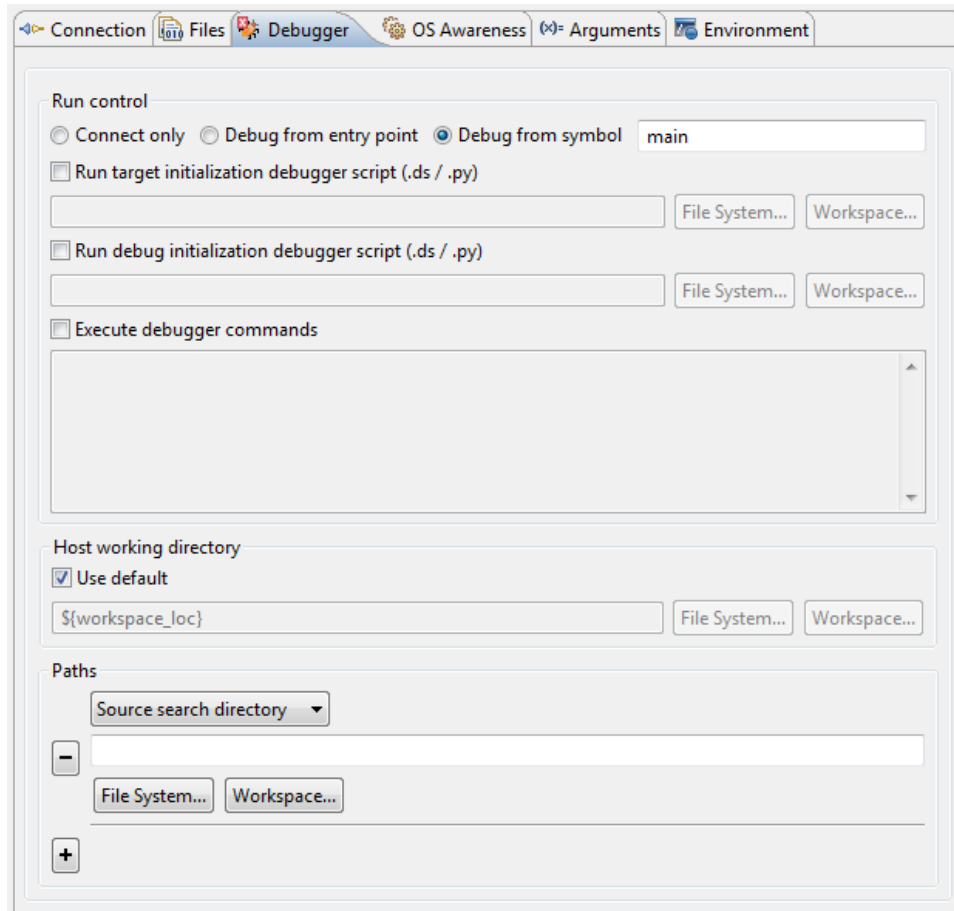 Connection Files Debugger OS Awareness (x)= Arguments Environment
Run control
Connect only Debug from entry point Debug from symbol main
Run target initialization debugger script (.ds / .py)
File System... Workspace...
Run debug initialization debugger script (.ds / .py)
File System... Workspace...
Execute debugger commands
Host working directory
Use default
${workspace_loc}
File System... Workspace...
Paths
Source search directory
File System... Workspace...